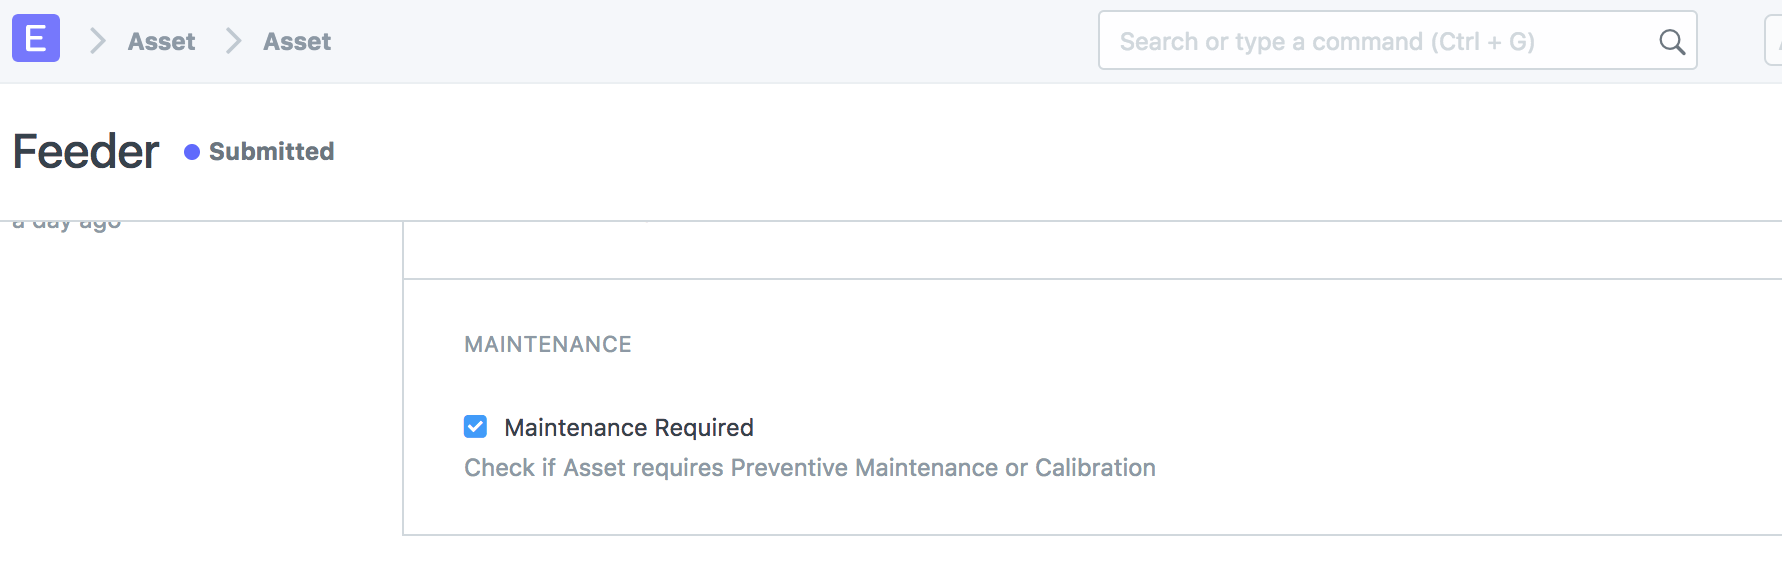 E Asset Asset Search or type a command (Ctrl + G)
Feeder Submitted
a day ago
MAINTENANCE
Maintenance Required
Check if Asset requires Preventive Maintenance or Calibration